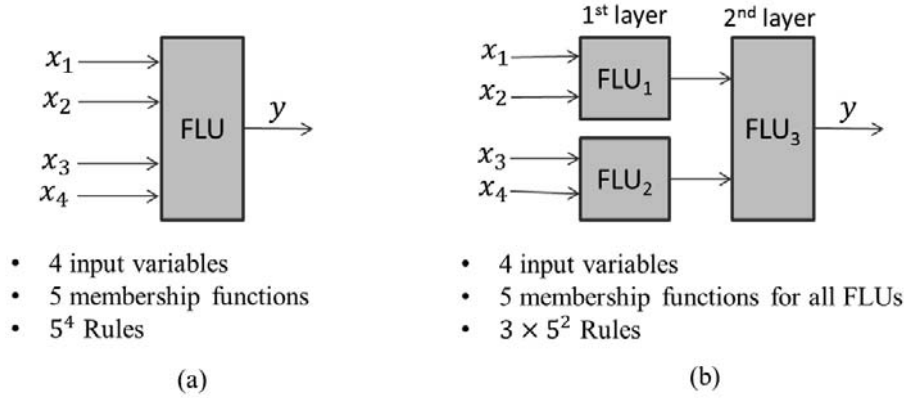 x₁
x₂
x₃
x₄
FLU
y
• 4 input variables
• 5 membership functions
• 5⁴ Rules
(a)
1st layer
2nd layer
x₁
x₂
x₃
x₄
FLU₁
FLU₂
FLU₃
y
• 4 input variables
• 5 membership functions for all FLUs
• 3 × 5² Rules
(b)